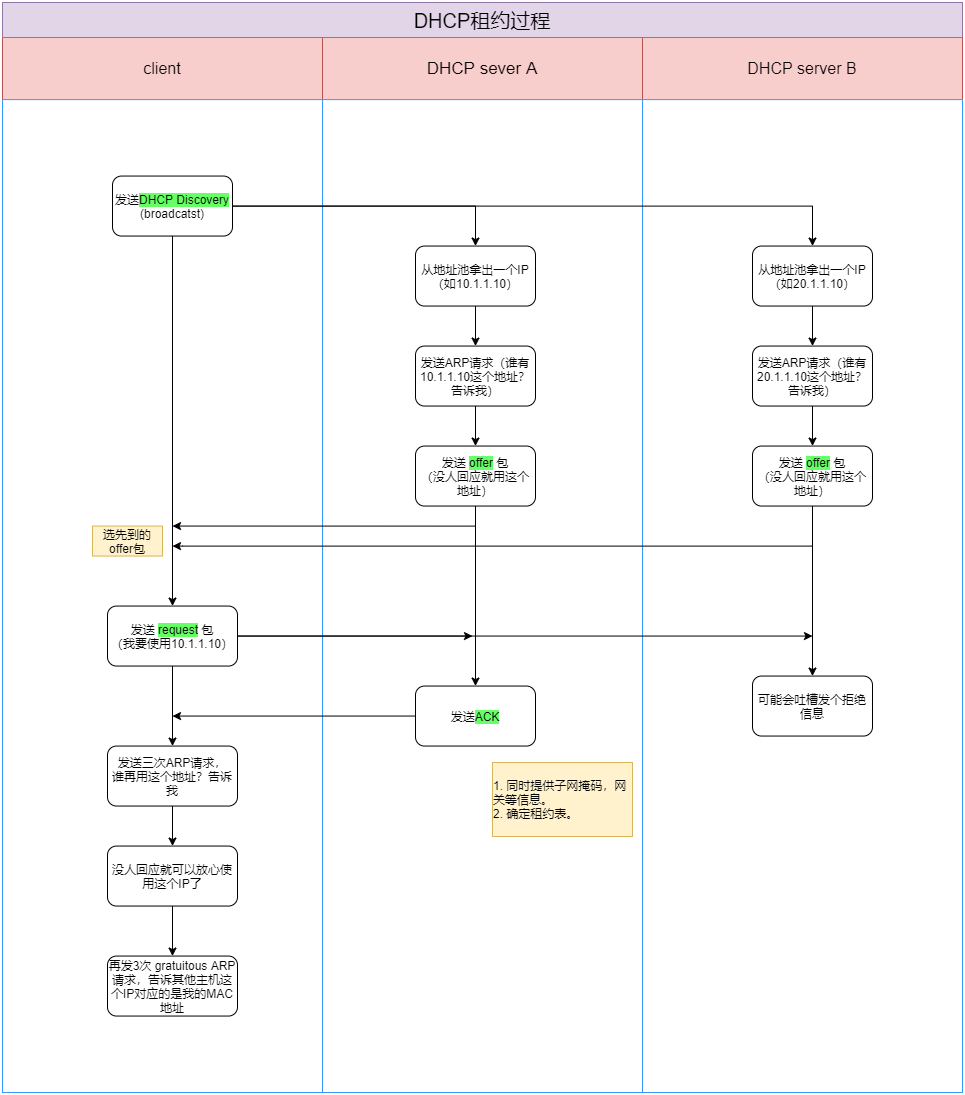 DHCP租约过程
client
DHCP sever A
DHCP server B
发送DHCP Discovery
(broadcatst)
从地址池拿出一个IP
（如10.1.1.10）
从地址池拿出一个IP
（如20.1.1.10）
发送ARP请求（谁有
10.1.1.10这个地址？
告诉我）
发送ARP请求（谁有
20.1.1.10这个地址？
告诉我）
发送 offer 包
（没人回应就用这个
地址）
发送 offer 包
（没人回应就用这个
地址）
选先到的
offer包
发送 request 包
（我要使用10.1.1.10）
发送ACK
可能会吐槽发个拒绝
信息
发送三次ARP请求，
谁再用这个地址？告诉
我
1. 同时提供子网掩码，网
关等信息。
2. 确定租约表。
没人回应就可以放心使
用这个IP了
再发3次 gratuitous ARP
请求，告诉其他主机这
个IP对应的是我的MAC
地址